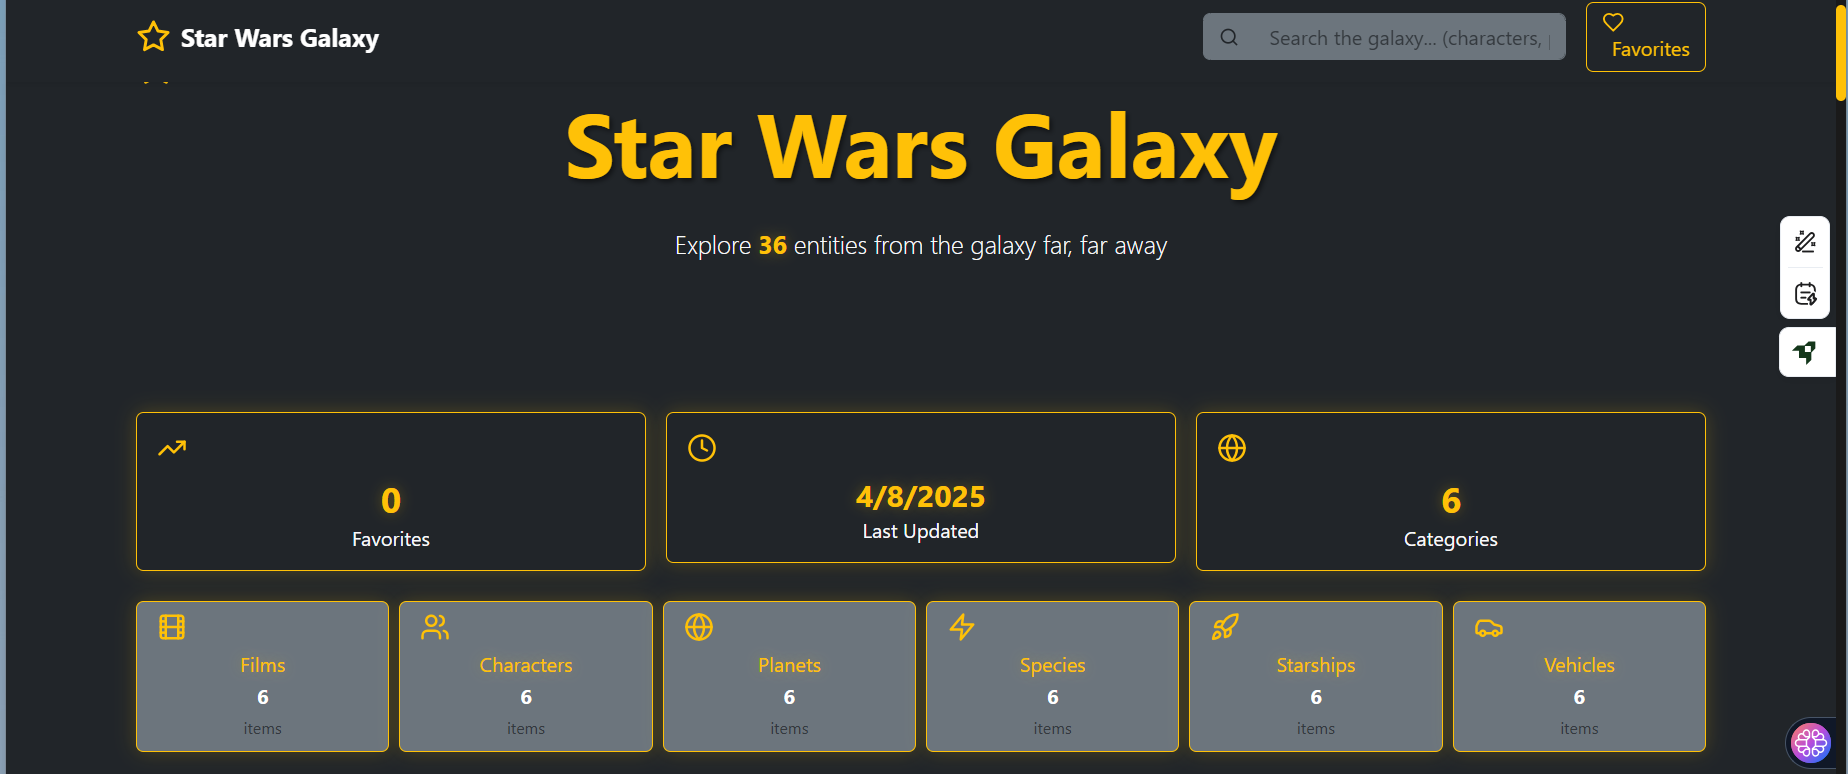 Star Wars Galaxy
Search the galaxy... (characters,
Favorites
Star Wars Galaxy
Explore 36 entities from the galaxy far, far away
0
Favorites
4/8/2025
Last Updated
6
Categories
Films
6
items
Characters
6
items
Planets
6
items
Species
6
items
Starships
6
items
Vehicles
6
items